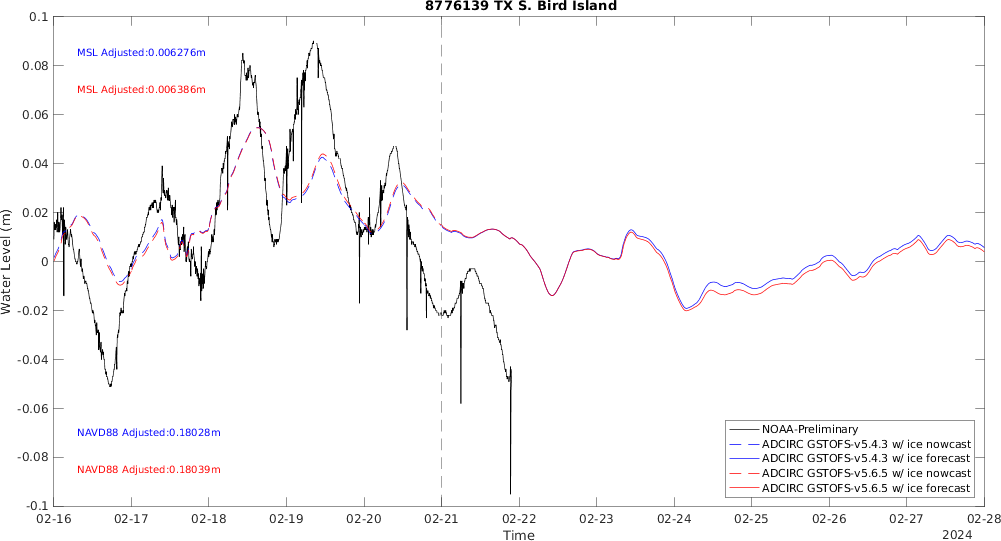 8776139 TX S. Bird Island
0.1
0.08
0.06
0.04
0.02
0
-0.02
-0.04
-0.06
-0.08
-0.1
Water Level (m)
MSL Adjusted:0.006276m
MSL Adjusted:0.006386m
NAVD88 Adjusted:0.18028m
NAVD88 Adjusted:0.18039m
NOAA-Preliminary
ADCIRC GSTOFS-v5.4.3 w/ ice nowcast
ADCIRC GSTOFS-v5.4.3 w/ ice forecast
ADCIRC GSTOFS-v5.6.5 w/ ice nowcast
ADCIRC GSTOFS-v5.6.5 w/ ice forecast
02-16 02-17 02-18 02-19 02-20 02-21 02-22 02-23 02-24 02-25 02-26 02-27 02-28
Time
2024